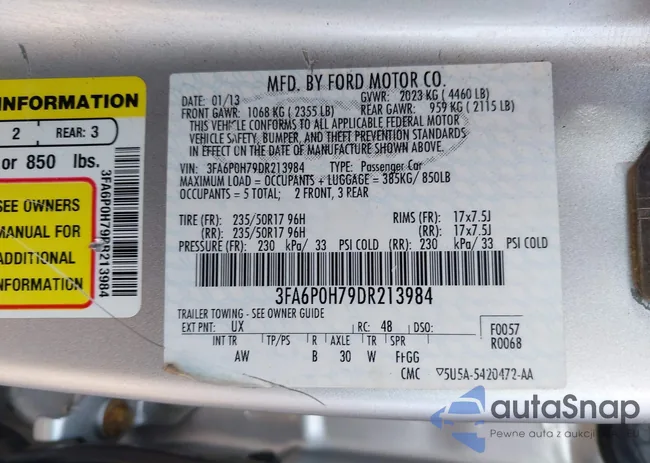 INFORMATION
2 REAR: 3
or 850 lbs.
SEE OWNERS
MANUAL FOR
ADDITIONAL
INFORMATION
3FA6P0H79DR213984
MFD. BY FORD MOTOR CO.
DATE: 01/13 GVWR: 2023 KG ( 4460 LB)
FRONT GAWR: 1068 KG ( 2355 LB) REAR GAWR: 959 KG ( 2115 LB)
THIS VEHICLE CONFORMS TO ALL APPLICABLE FEDERAL MOTOR
VEHICLE SAFETY, BUMPER, AND THEFT PREVENTION STANDARDS
IN EFFECT ON THE DATE OF MANUFACTURE SHOWN ABOVE.
VIN: 3FA6P0H79DR213984 TYPE: Passenger Car
MAXIMUM LOAD = OCCUPANTS + LUGGAGE = 385KG/ 850LB
OCCUPANTS = 5 TOTAL; 2 FRONT, 3 REAR
TIRE (FR): 235/50R17 96H RIMS (FR): 17x7.5J
(RR): 235/50R17 96H (RR): 17x7.5J
PRESSURE (FR): 230 kPa/ 33 PSI COLD (RR): 230 kPa/ 33 PSI COLD
3FA6P0H79DR213984
TRAILER TOWING - SEE OWNER GUIDE
EXT PNT: UX RC: 48 DSO: F0057
INT TR TP/PS R AXLE TR SPR R0068
AW B 30 W FFGG
CMC ▽5U5A-5420472-AA
autaSnap
Pewne auta z aukcji